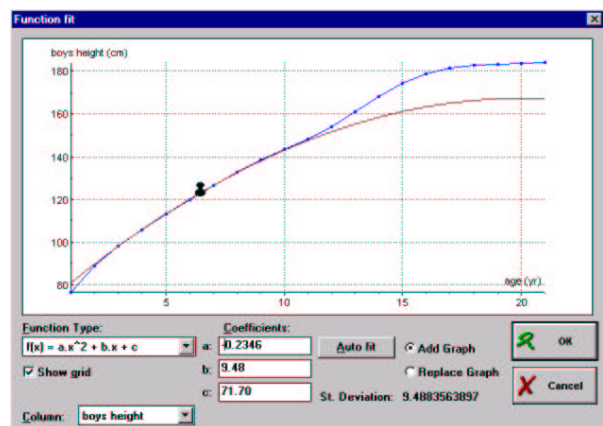 Function fit
boys height (cm)
180
160
140
120
100
80
age (yr.)
5
10
15
20
Function Type:
f(x) = a.x^2 + b.x + c
Show grid
Column:
boys height
Coefficients:
a: -0.2346
b: 9.48
c: 71.70
Auto fit
Add Graph
Replace Graph
St. Deviation: 9.4883563897
OK
Cancel